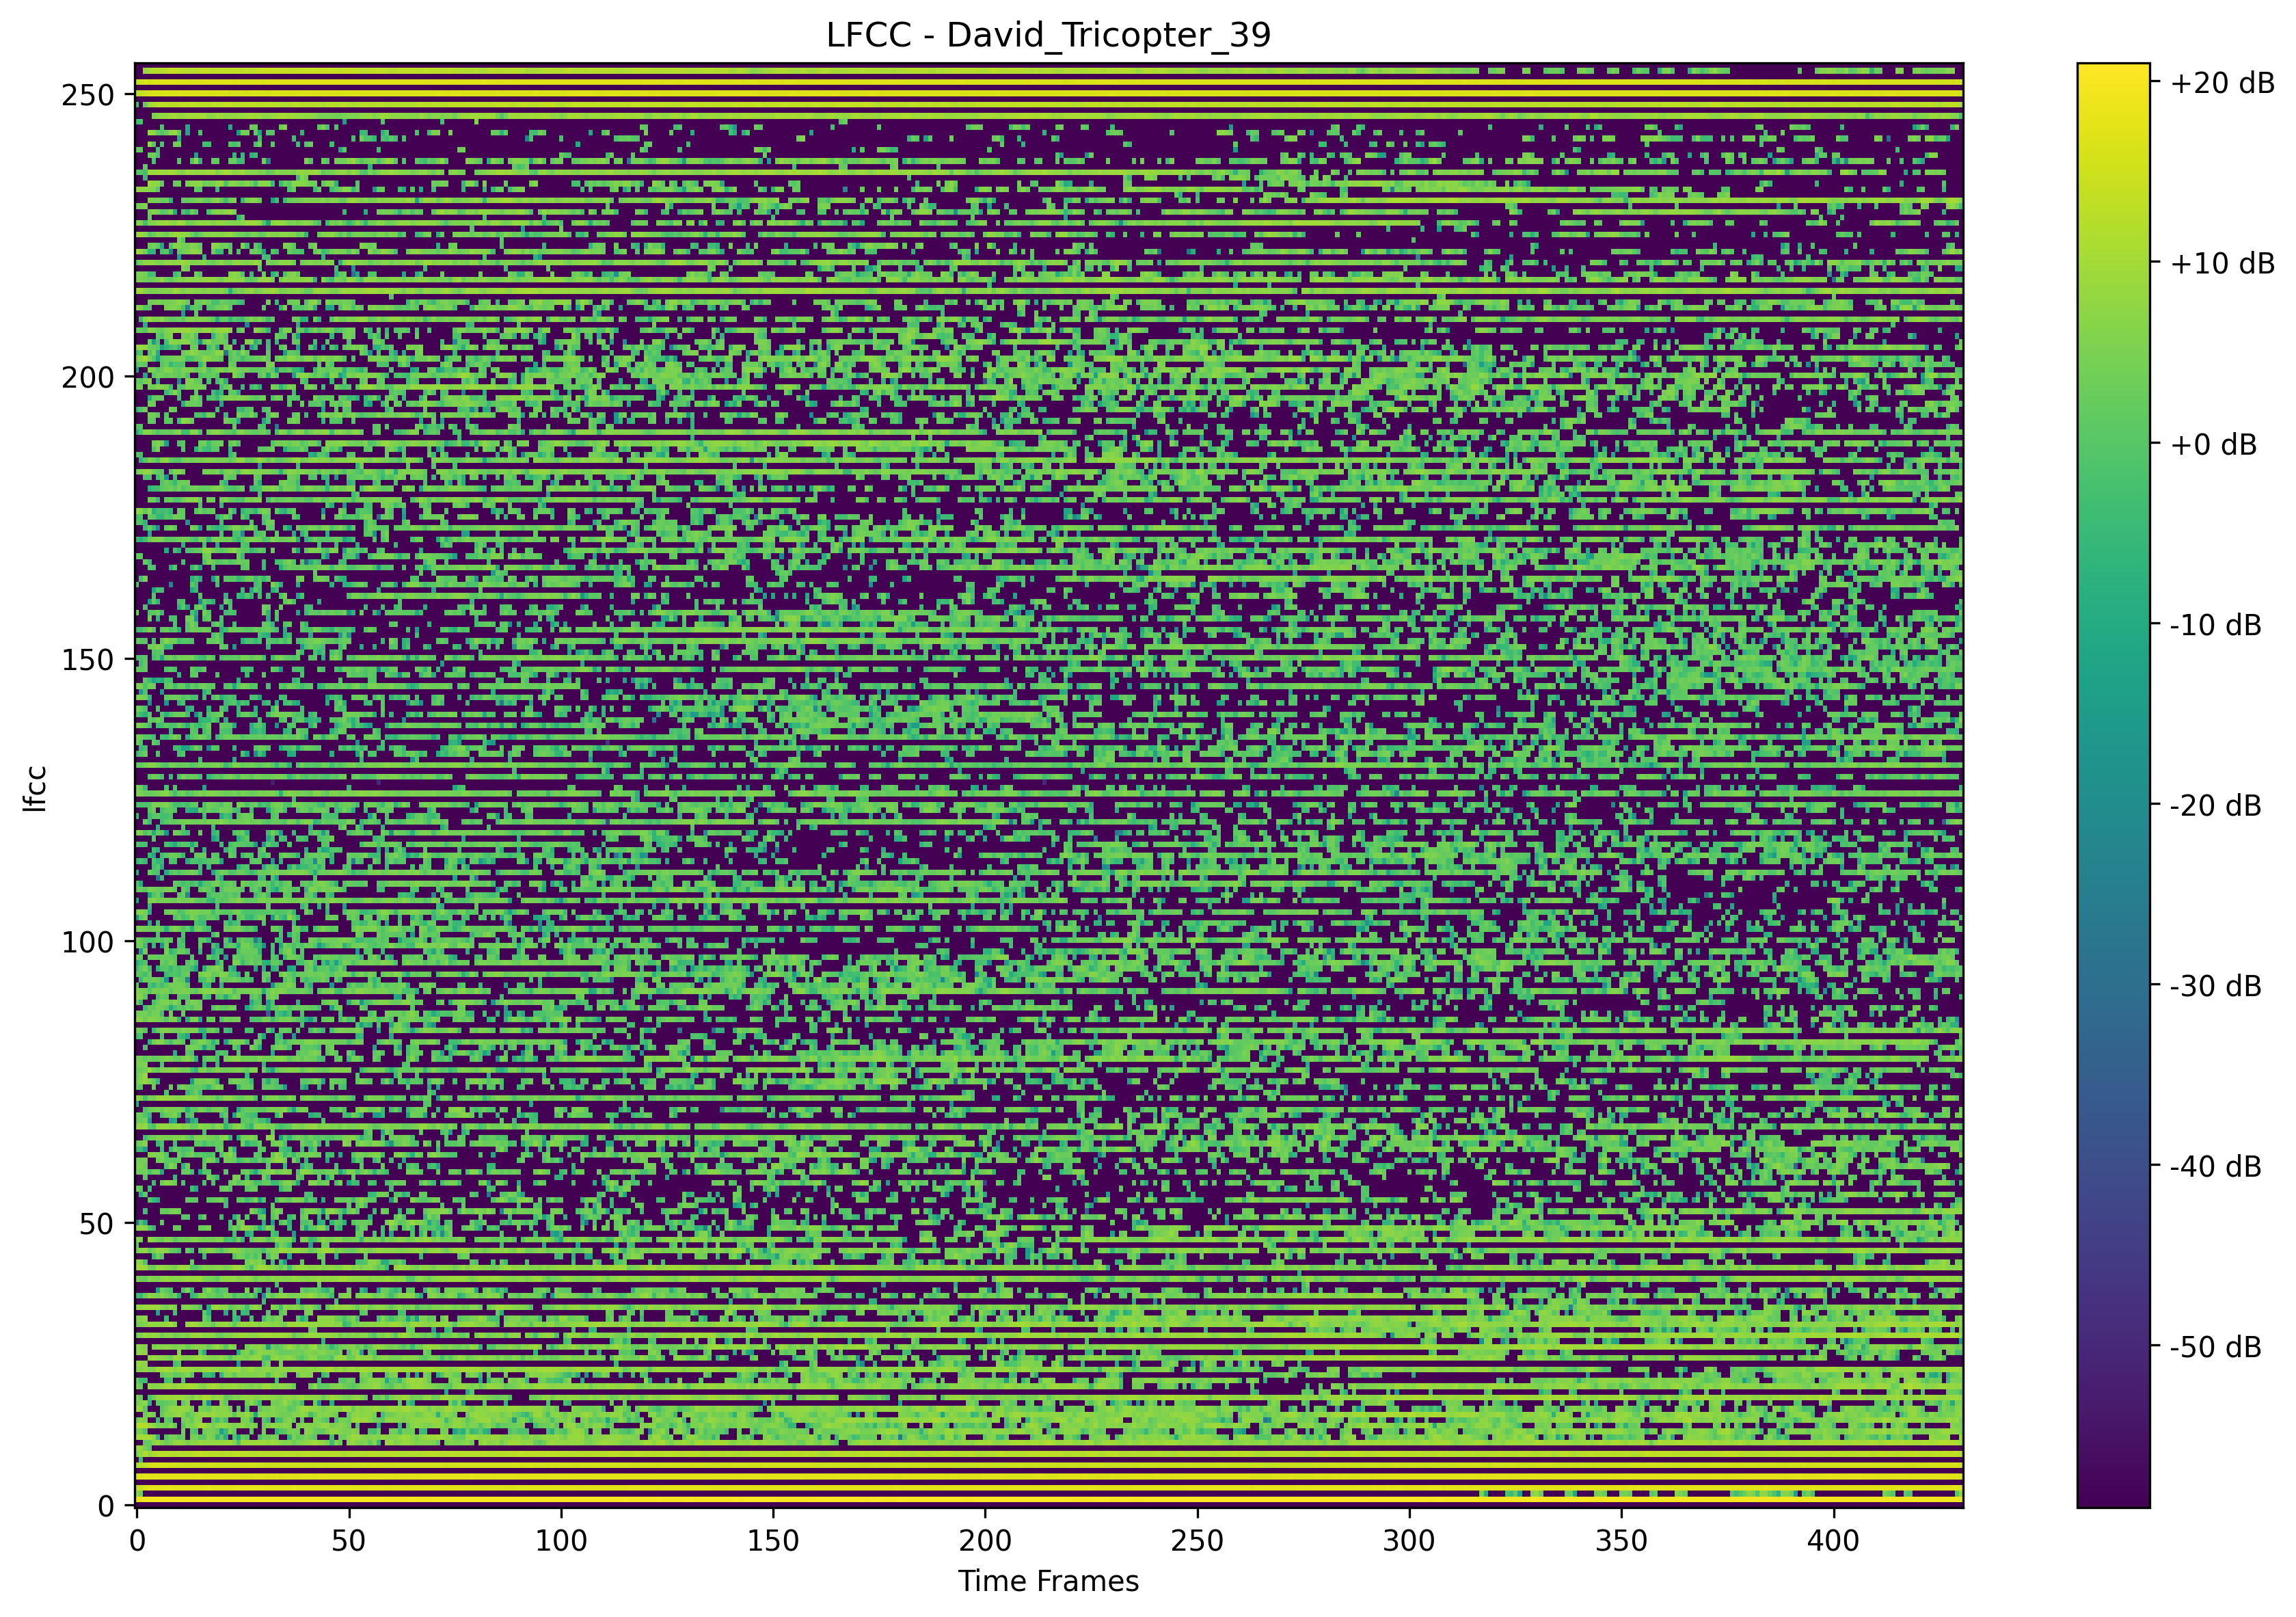 LFCC - David_Tricopter_39
250
200
150
100
50
0
lfcc
0 50 100 150 200 250 300 350 400
Time Frames
+20 dB
+10 dB
+0 dB
-10 dB
-20 dB
-30 dB
-40 dB
-50 dB